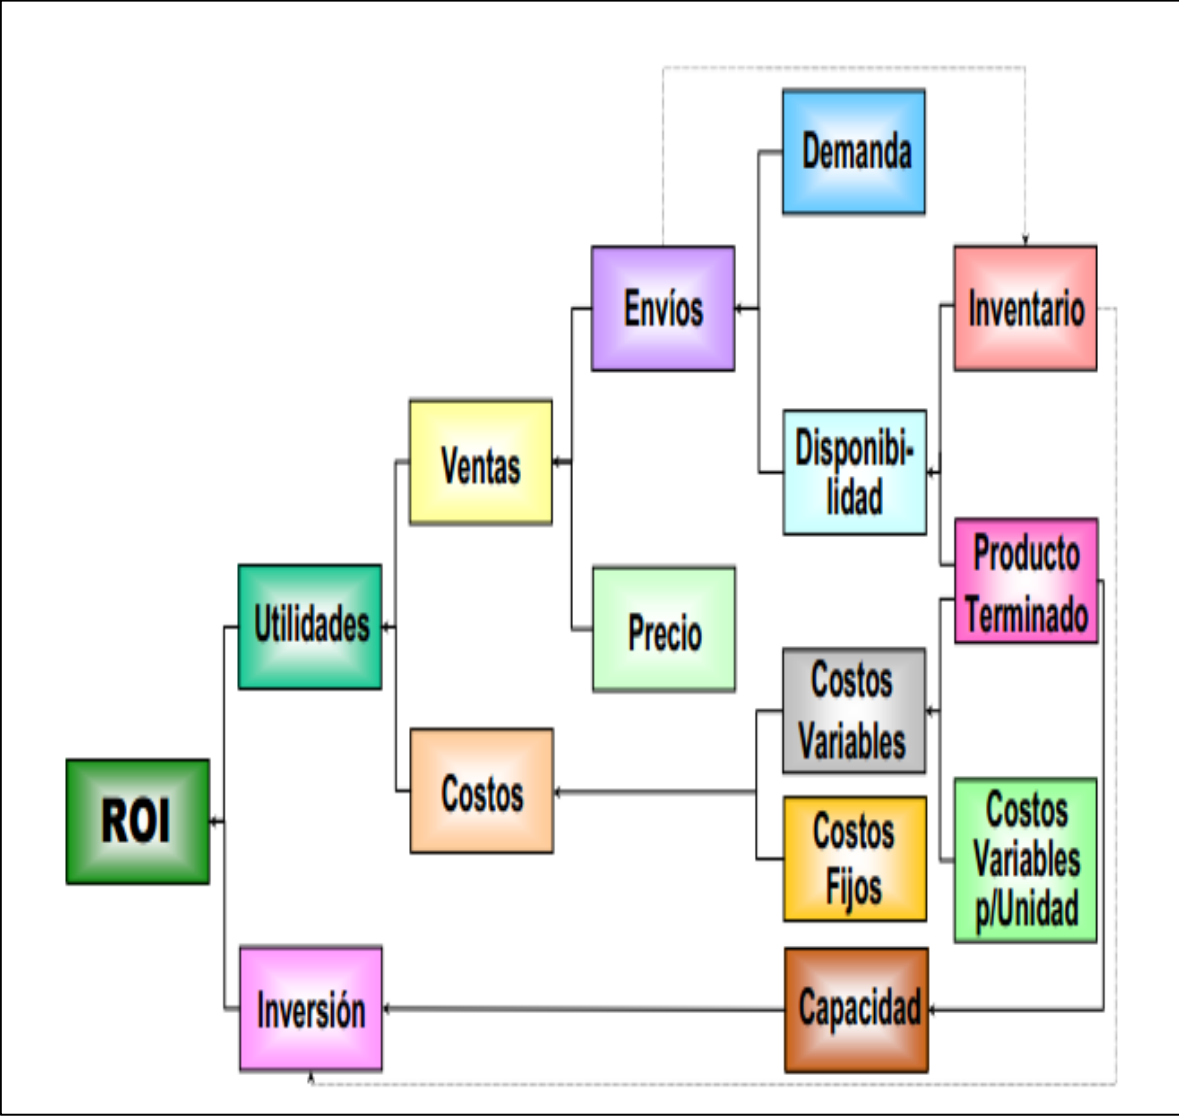 Demanda
Envíos
Inventario
Disponibi-
lidad
Ventas
Producto
Terminado
Utilidades
Precio
Costos
Variables
Costos
ROI
Costos
Fijos
Costos
Variables
p/Unidad
Inversión
Capacidad